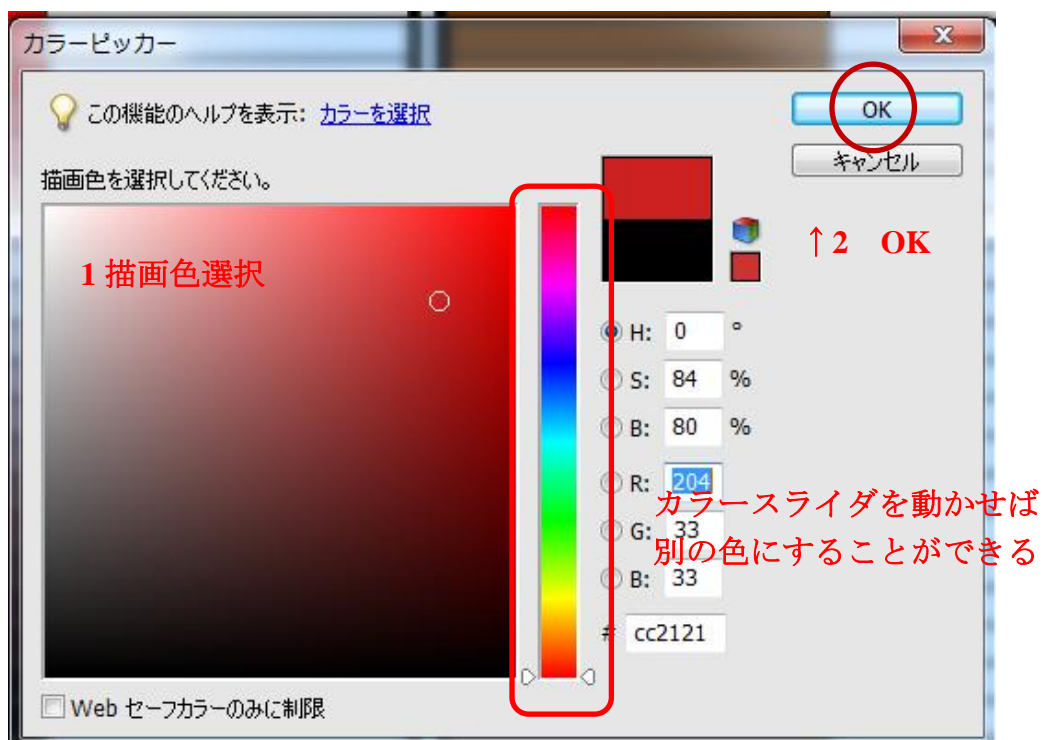 カラーピッカー
この機能のヘルプを表示: カラーを選択
OK
キャンセル
描画色を選択してください。
1 描画色選択
↑2 OK
H: 0 °
S: 84 %
B: 80 %
R: 204
カラースライダを動かせば
G: 33
別の色にすることができる
B: 33
# cc2121
Web セーフカラーのみに制限